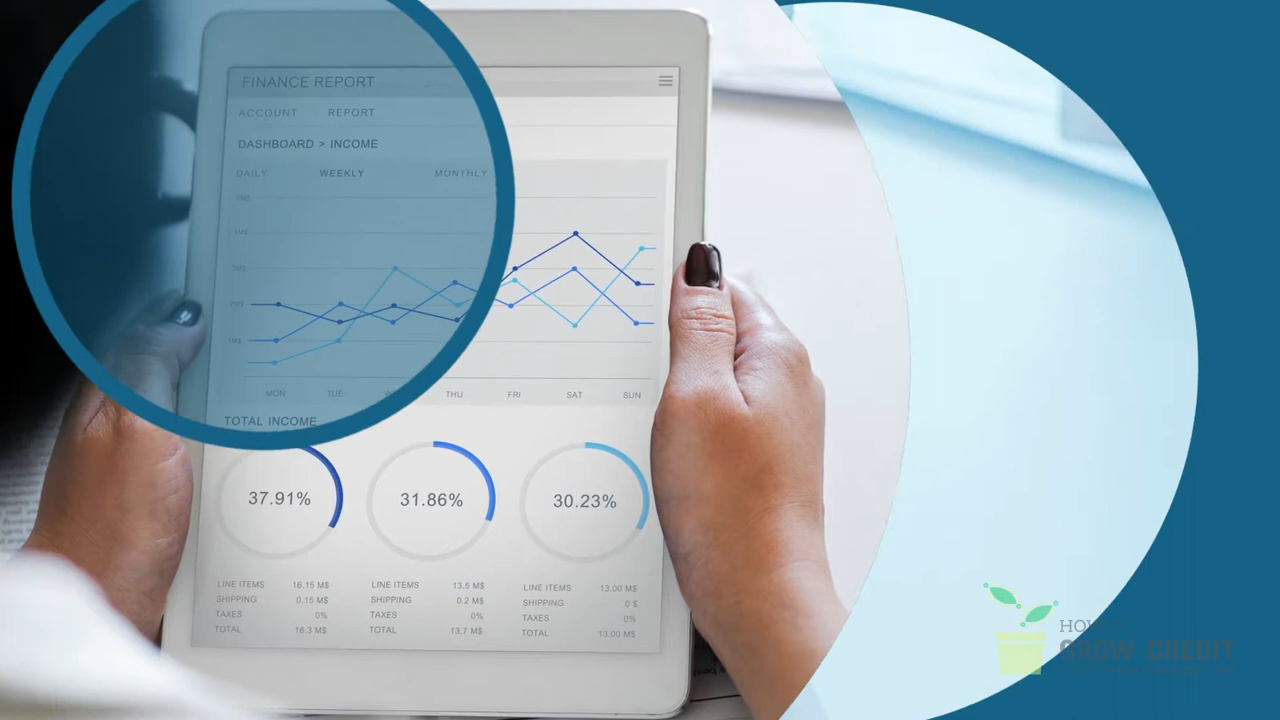 FINANCE REPORT
ACCOUNT REPORT
DASHBOARD > INCOME
DAILY WEEKLY MONTHLY
MON TUE THU FRI SAT SUN
TOTAL INCOME
37.91% 31.86% 30.23%
LINE ITEMS 16.15 M$ LINE ITEMS 13.5 M$ LINE ITEMS 13.00 M$
SHIPPING 0.15 M$ SHIPPING 0.2 M$ SHIPPING 0 $
TAXES 0% TAXES 0% TAXES 0%
TOTAL 16.3 M$ TOTAL 13.7 M$ TOTAL 13.00 M$
GROW CREDIT